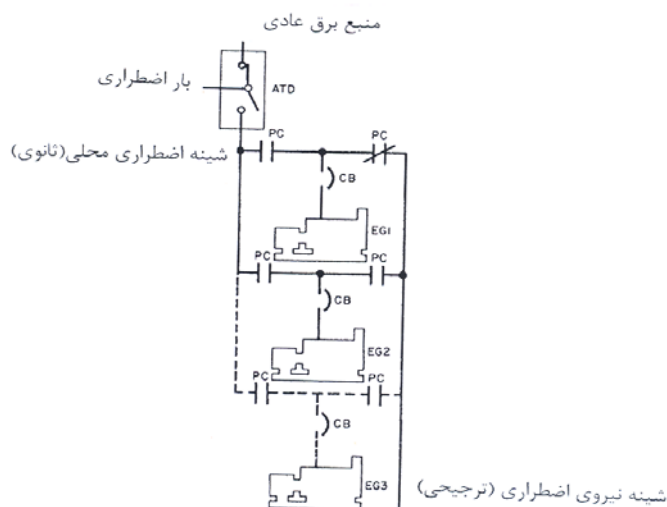 منبع برق عادی
بار اضطراری
ATD
PC
PC
شینه اضطراری محلی(ثانوی)
CB
EG1
PC
PC
CB
EG2
PC
PC
CB
EG3
شینه نیروی اضطراری (ترجیحی)